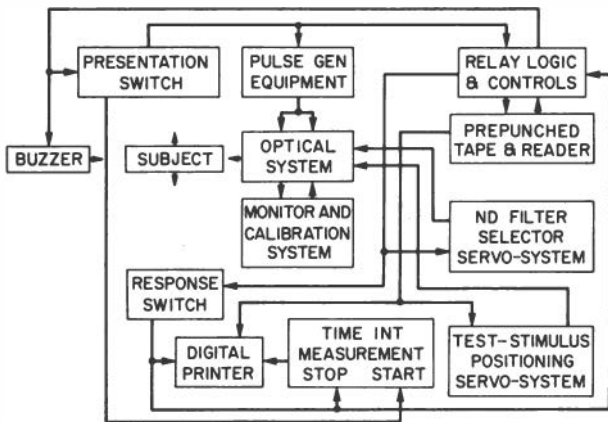 PRESENTATION
SWITCH
PULSE GEN
EQUIPMENT
RELAY LOGIC
& CONTROLS
PREPUNCHED
TAPE & READER
BUZZER
SUBJECT
OPTICAL
SYSTEM
MONITOR AND
CALIBRATION
SYSTEM
ND FILTER
SELECTOR
SERVO-SYSTEM
RESPONSE
SWITCH
DIGITAL
PRINTER
TIME INT
MEASUREMENT
STOP START
TEST-STIMULUS
POSITIONING
SERVO-SYSTEM